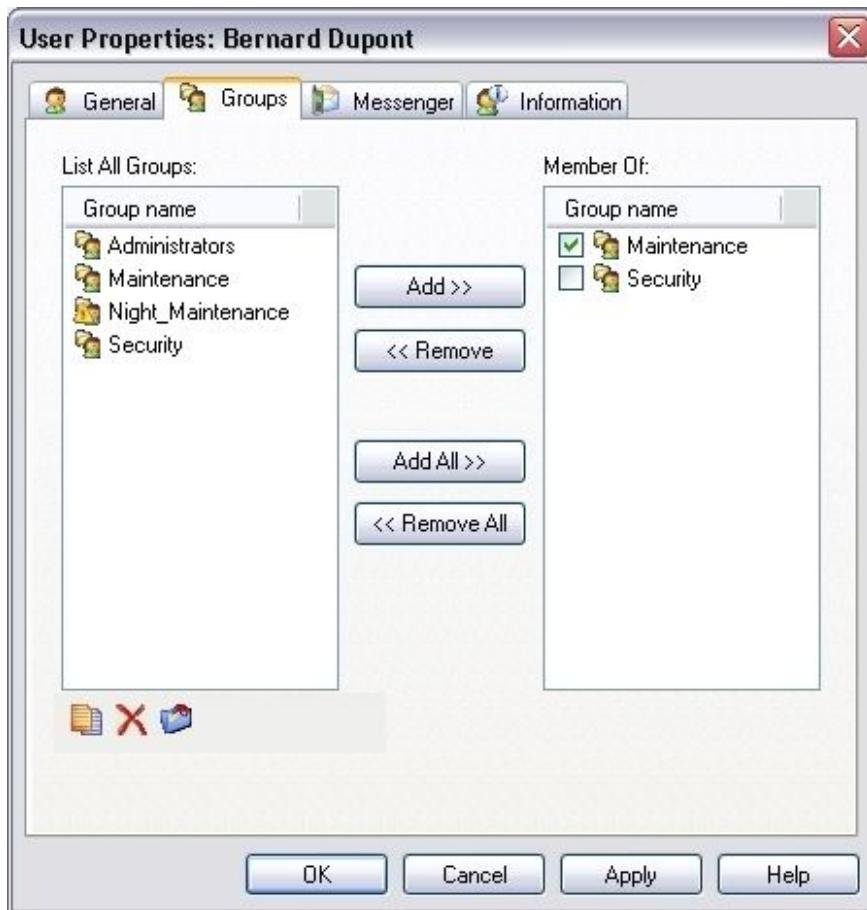 User Properties: Bernard Dupont
General Groups Messenger Information
List All Groups:
Group name
Administrators
Maintenance
Night_Maintenance
Security
Add >>
<< Remove
Add All >>
<< Remove All
Member Of:
Group name
Maintenance
Security
OK Cancel Apply Help